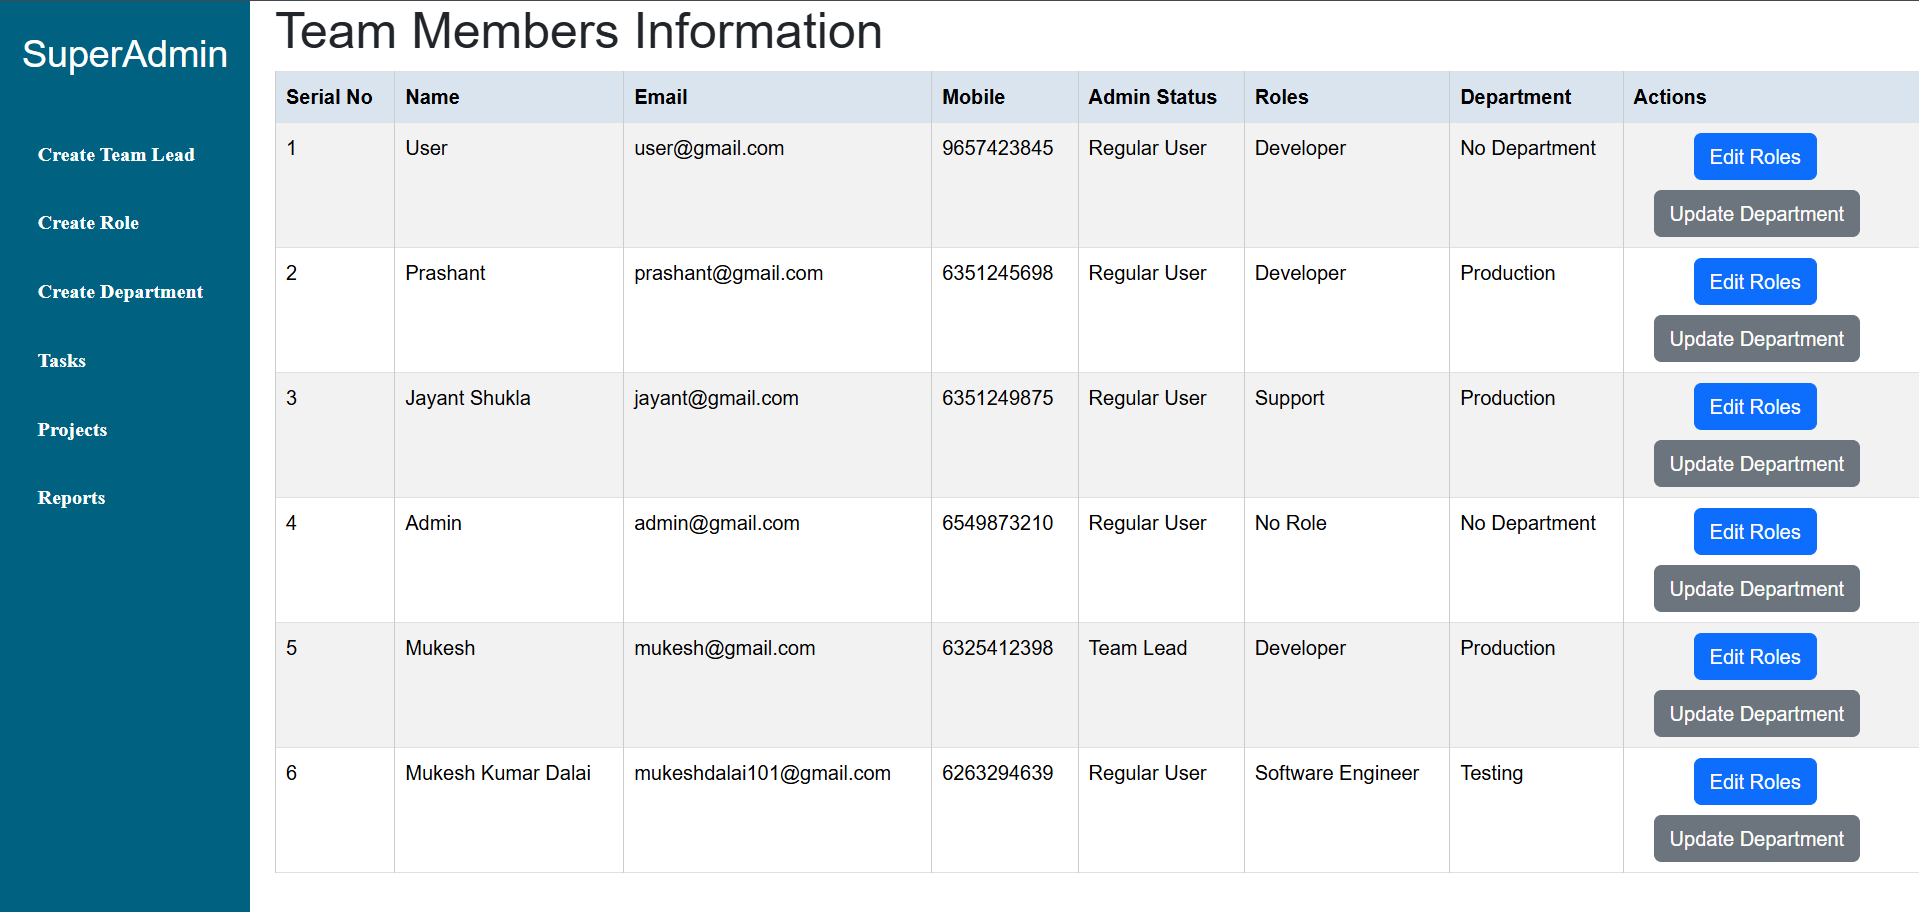 SuperAdmin
Create Team Lead
Create Role
Create Department
Tasks
Projects
Reports
Team Members Information
Serial No Name Email Mobile Admin Status Roles Department Actions
1 User user@gmail.com 9657423845 Regular User Developer No Department Edit Roles
Update Department
2 Prashant prashant@gmail.com 6351245698 Regular User Developer Production Edit Roles
Update Department
3 Jayant Shukla jayant@gmail.com 6351249875 Regular User Support Production Edit Roles
Update Department
4 Admin admin@gmail.com 6549873210 Regular User No Role No Department Edit Roles
Update Department
5 Mukesh mukesh@gmail.com 6325412398 Team Lead Developer Production Edit Roles
Update Department
6 Mukesh Kumar Dalai mukeshdalai101@gmail.com 6263294639 Regular User Software Engineer Testing Edit Roles
Update Department